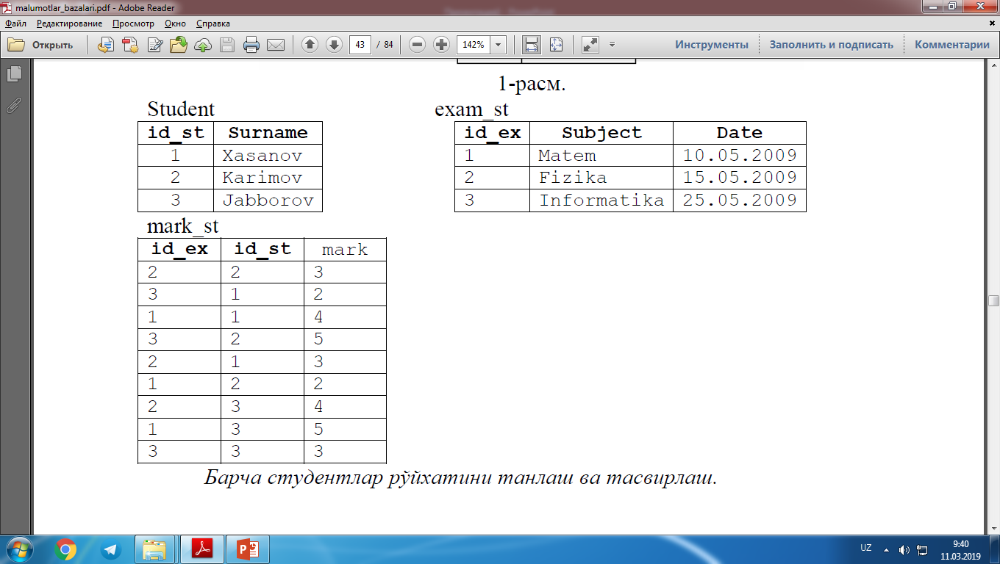 malumotlar_bazalari.pdf - Adobe Reader
Файл Редактирование Просмотр Окно Справка
Открыть 43 / 84 142% Инструменты Заполнить и подписать Комментарии
1-расм.
Student
id_st Surname
1 Xasanov
2 Karimov
3 Jabborov
exam_st
id_ex Subject Date
1 Matem 10.05.2009
2 Fizika 15.05.2009
3 Informatika 25.05.2009
mark_st
id_ex id_st mark
2 2 3
3 1 2
1 1 4
3 2 5
2 1 3
1 2 2
2 3 4
1 3 5
3 3 3
Барча студентлар рўйхатини танлаш ва тасвирлаш.
UZ 9:40
11.03.2019